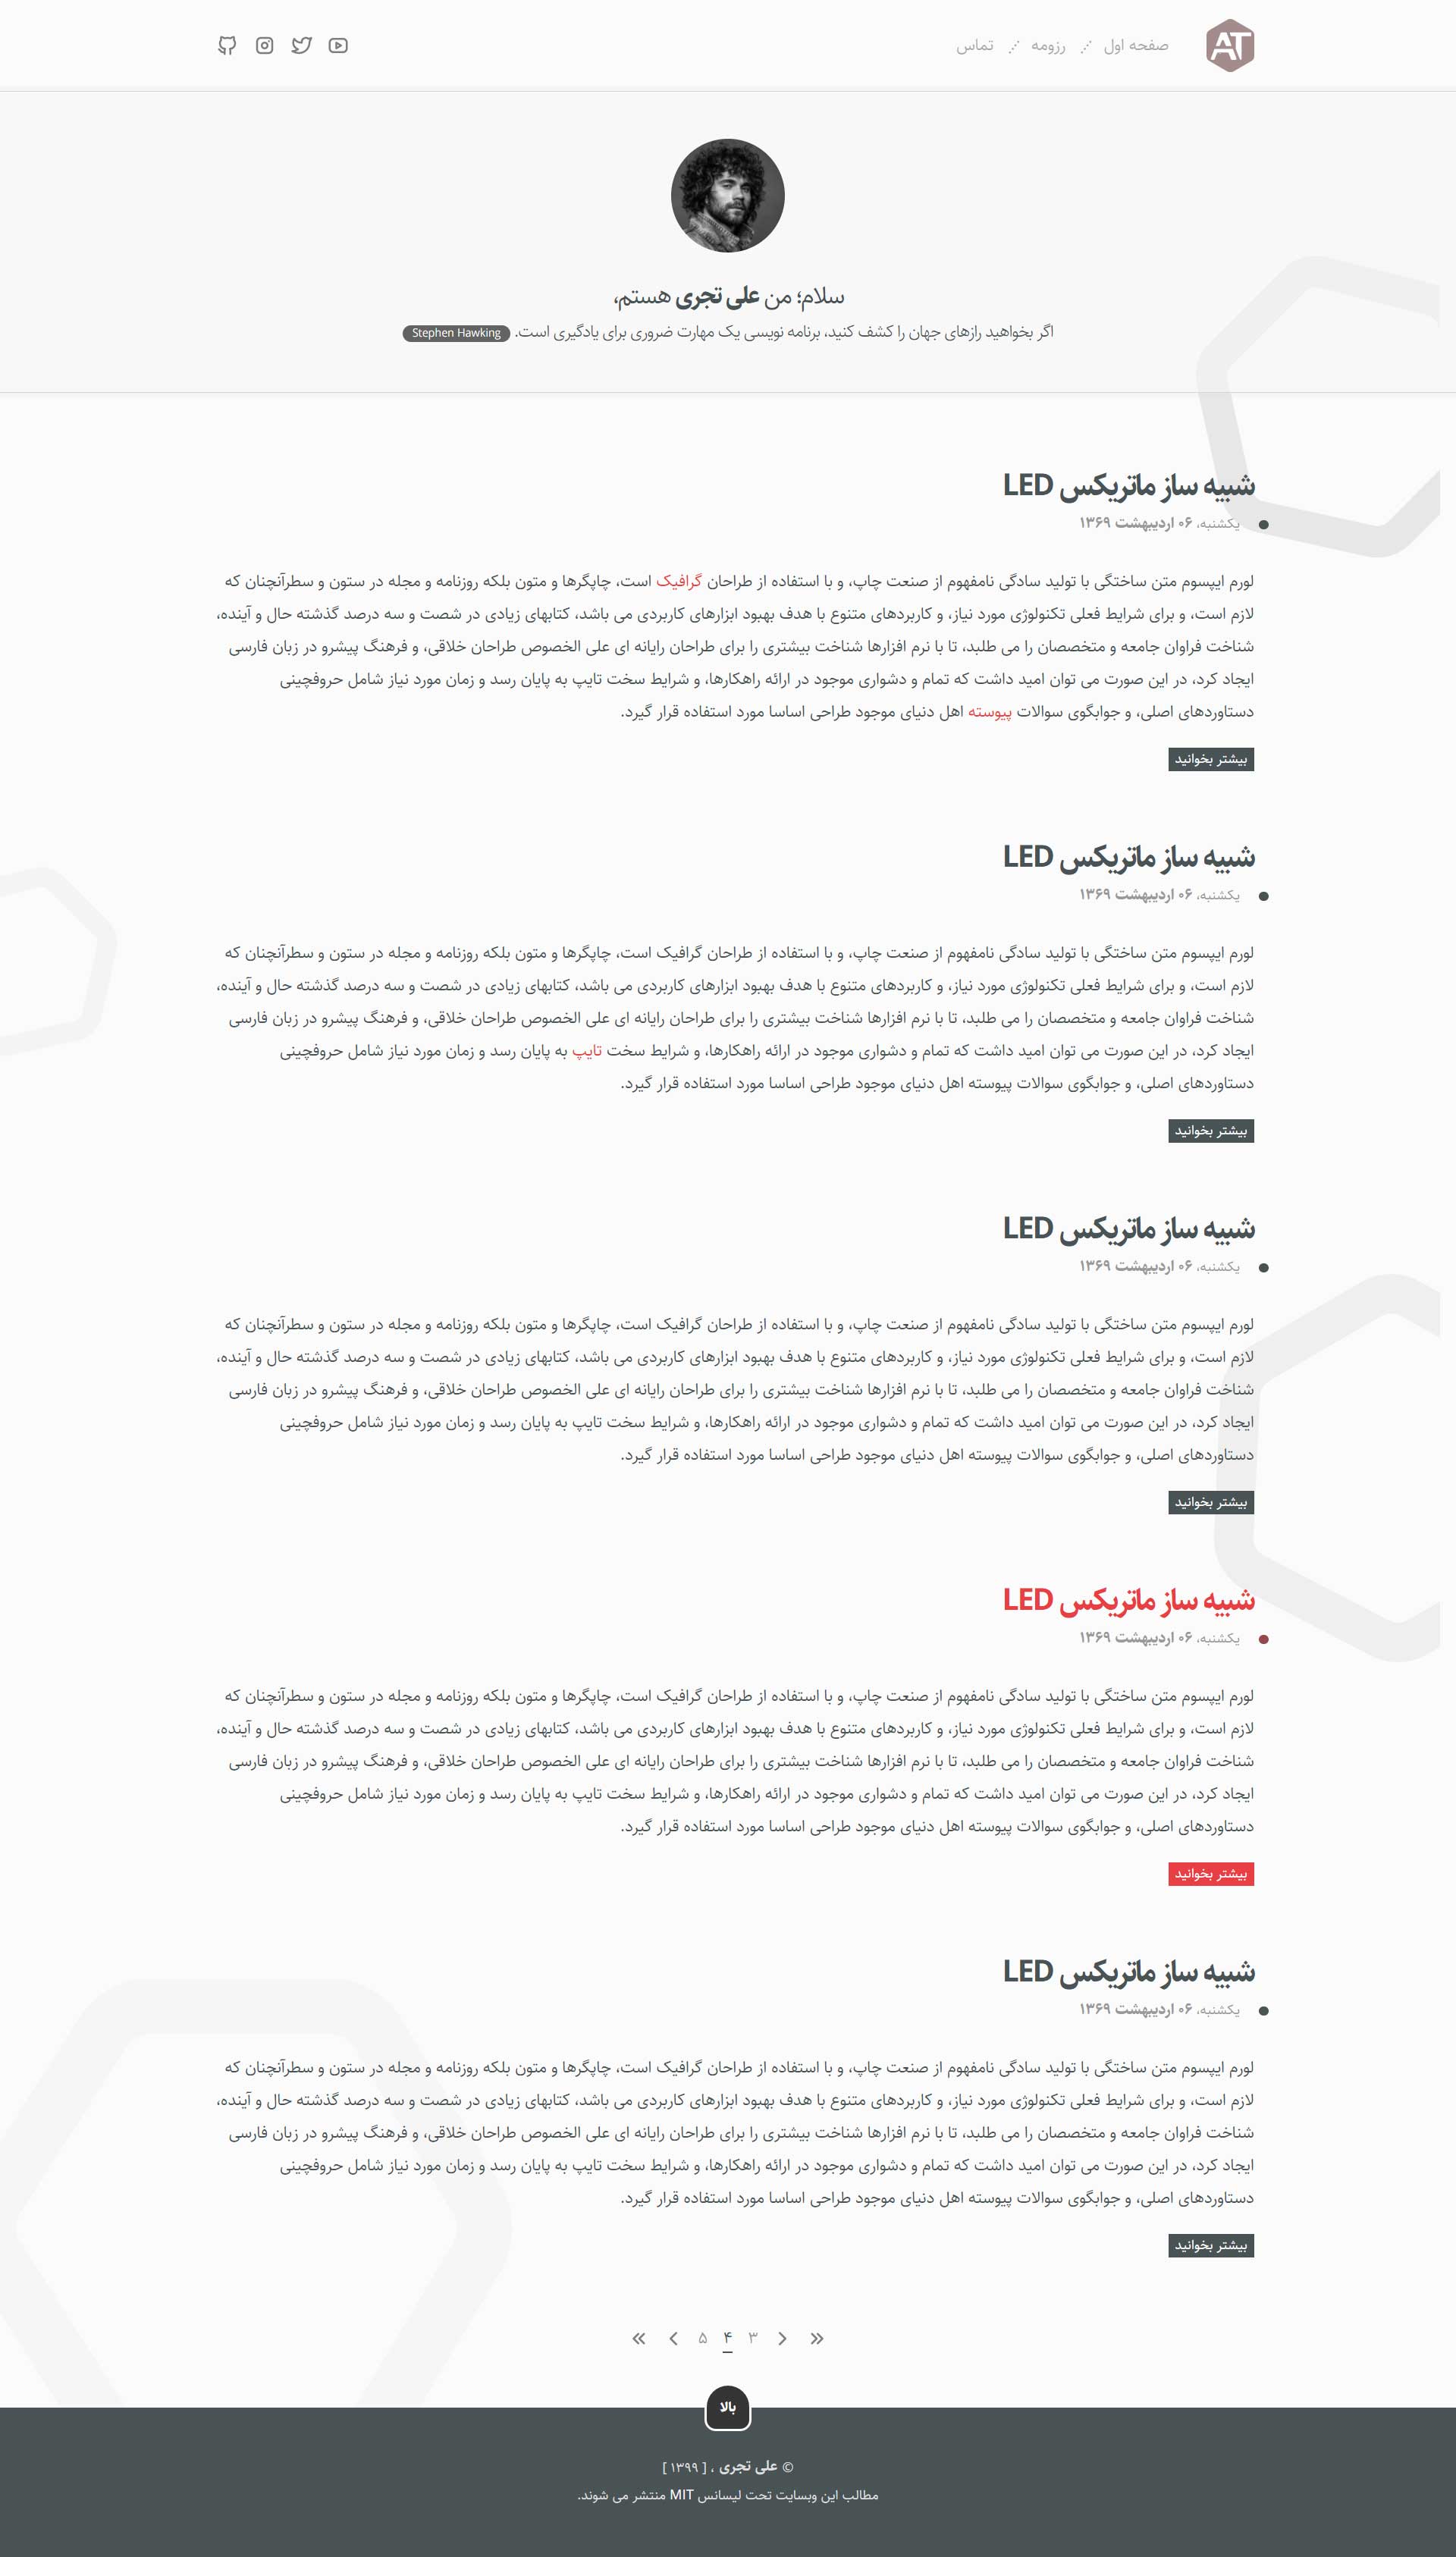 AT
صفحه اول
رزومه
تماس
سلام؛ من علی تجری هستم،
اگر بخواهید رازهای جهان را کشف کنید، برنامه نویسی یک مهارت ضروری برای یادگیری است. Stephen Hawking
شبیه ساز ماتریکس LED
یکشنبه، ۰۶ اردیبهشت ۱۳۶۹
لورم ایپسوم متن ساختگی با تولید سادگی نامفهوم از صنعت چاپ، و با استفاده از طراحان گرافیک است، چاپگرها و متون بلکه روزنامه و مجله در ستون و سطرآنچنان که
لازم است، و برای شرایط فعلی تکنولوژی مورد نیاز، و کاربردهای متنوع با هدف بهبود ابزارهای کاربردی می باشد، کتابهای زیادی در شصت و سه درصد گذشته حال و آینده،
شناخت فراوان جامعه و متخصصان را می طلبد، تا با نرم افزارها شناخت بیشتری را برای طراحان رایانه ای علی الخصوص طراحان خلاقی، و فرهنگ پیشرو در زبان فارسی
ایجاد کرد، در این صورت می توان امید داشت که تمام و دشواری موجود در ارائه راهکارها، و شرایط سخت تایپ به پایان رسد و زمان مورد نیاز شامل حروفچینی
دستاوردهای اصلی، و جوابگوی سوالات پیوسته اهل دنیای موجود طراحی اساسا مورد استفاده قرار گیرد.
بیشتر بخوانید
شبیه ساز ماتریکس LED
یکشنبه، ۰۶ اردیبهشت ۱۳۶۹
لورم ایپسوم متن ساختگی با تولید سادگی نامفهوم از صنعت چاپ، و با استفاده از طراحان گرافیک است، چاپگرها و متون بلکه روزنامه و مجله در ستون و سطرآنچنان که
لازم است، و برای شرایط فعلی تکنولوژی مورد نیاز، و کاربردهای متنوع با هدف بهبود ابزارهای کاربردی می باشد، کتابهای زیادی در شصت و سه درصد گذشته حال و آینده،
شناخت فراوان جامعه و متخصصان را می طلبد، تا با نرم افزارها شناخت بیشتری را برای طراحان رایانه ای علی الخصوص طراحان خلاقی، و فرهنگ پیشرو در زبان فارسی
ایجاد کرد، در این صورت می توان امید داشت که تمام و دشواری موجود در ارائه راهکارها، و شرایط سخت تایپ به پایان رسد و زمان مورد نیاز شامل حروفچینی
دستاوردهای اصلی، و جوابگوی سوالات پیوسته اهل دنیای موجود طراحی اساسا مورد استفاده قرار گیرد.
بیشتر بخوانید
شبیه ساز ماتریکس LED
یکشنبه، ۰۶ اردیبهشت ۱۳۶۹
لورم ایپسوم متن ساختگی با تولید سادگی نامفهوم از صنعت چاپ، و با استفاده از طراحان گرافیک است، چاپگرها و متون بلکه روزنامه و مجله در ستون و سطرآنچنان که
لازم است، و برای شرایط فعلی تکنولوژی مورد نیاز، و کاربردهای متنوع با هدف بهبود ابزارهای کاربردی می باشد، کتابهای زیادی در شصت و سه درصد گذشته حال و آینده،
شناخت فراوان جامعه و متخصصان را می طلبد، تا با نرم افزارها شناخت بیشتری را برای طراحان رایانه ای علی الخصوص طراحان خلاقی، و فرهنگ پیشرو در زبان فارسی
ایجاد کرد، در این صورت می توان امید داشت که تمام و دشواری موجود در ارائه راهکارها، و شرایط سخت تایپ به پایان رسد و زمان مورد نیاز شامل حروفچینی
دستاوردهای اصلی، و جوابگوی سوالات پیوسته اهل دنیای موجود طراحی اساسا مورد استفاده قرار گیرد.
بیشتر بخوانید
شبیه ساز ماتریکس LED
یکشنبه، ۰۶ اردیبهشت ۱۳۶۹
لورم ایپسوم متن ساختگی با تولید سادگی نامفهوم از صنعت چاپ، و با استفاده از طراحان گرافیک است، چاپگرها و متون بلکه روزنامه و مجله در ستون و سطرآنچنان که
لازم است، و برای شرایط فعلی تکنولوژی مورد نیاز، و کاربردهای متنوع با هدف بهبود ابزارهای کاربردی می باشد، کتابهای زیادی در شصت و سه درصد گذشته حال و آینده،
شناخت فراوان جامعه و متخصصان را می طلبد، تا با نرم افزارها شناخت بیشتری را برای طراحان رایانه ای علی الخصوص طراحان خلاقی، و فرهنگ پیشرو در زبان فارسی
ایجاد کرد، در این صورت می توان امید داشت که تمام و دشواری موجود در ارائه راهکارها، و شرایط سخت تایپ به پایان رسد و زمان مورد نیاز شامل حروفچینی
دستاوردهای اصلی، و جوابگوی سوالات پیوسته اهل دنیای موجود طراحی اساسا مورد استفاده قرار گیرد.
بیشتر بخوانید
شبیه ساز ماتریکس LED
یکشنبه، ۰۶ اردیبهشت ۱۳۶۹
لورم ایپسوم متن ساختگی با تولید سادگی نامفهوم از صنعت چاپ، و با استفاده از طراحان گرافیک است، چاپگرها و متون بلکه روزنامه و مجله در ستون و سطرآنچنان که
لازم است، و برای شرایط فعلی تکنولوژی مورد نیاز، و کاربردهای متنوع با هدف بهبود ابزارهای کاربردی می باشد، کتابهای زیادی در شصت و سه درصد گذشته حال و آینده،
شناخت فراوان جامعه و متخصصان را می طلبد، تا با نرم افزارها شناخت بیشتری را برای طراحان رایانه ای علی الخصوص طراحان خلاقی، و فرهنگ پیشرو در زبان فارسی
ایجاد کرد، در این صورت می توان امید داشت که تمام و دشواری موجود در ارائه راهکارها، و شرایط سخت تایپ به پایان رسد و زمان مورد نیاز شامل حروفچینی
دستاوردهای اصلی، و جوابگوی سوالات پیوسته اهل دنیای موجود طراحی اساسا مورد استفاده قرار گیرد.
بیشتر بخوانید
۳ ۴ ۵
بالا
© علی تجری ، [ ۱۳۹۹ ]
مطالب این وبسایت تحت لیسانس MIT منتشر می شوند.